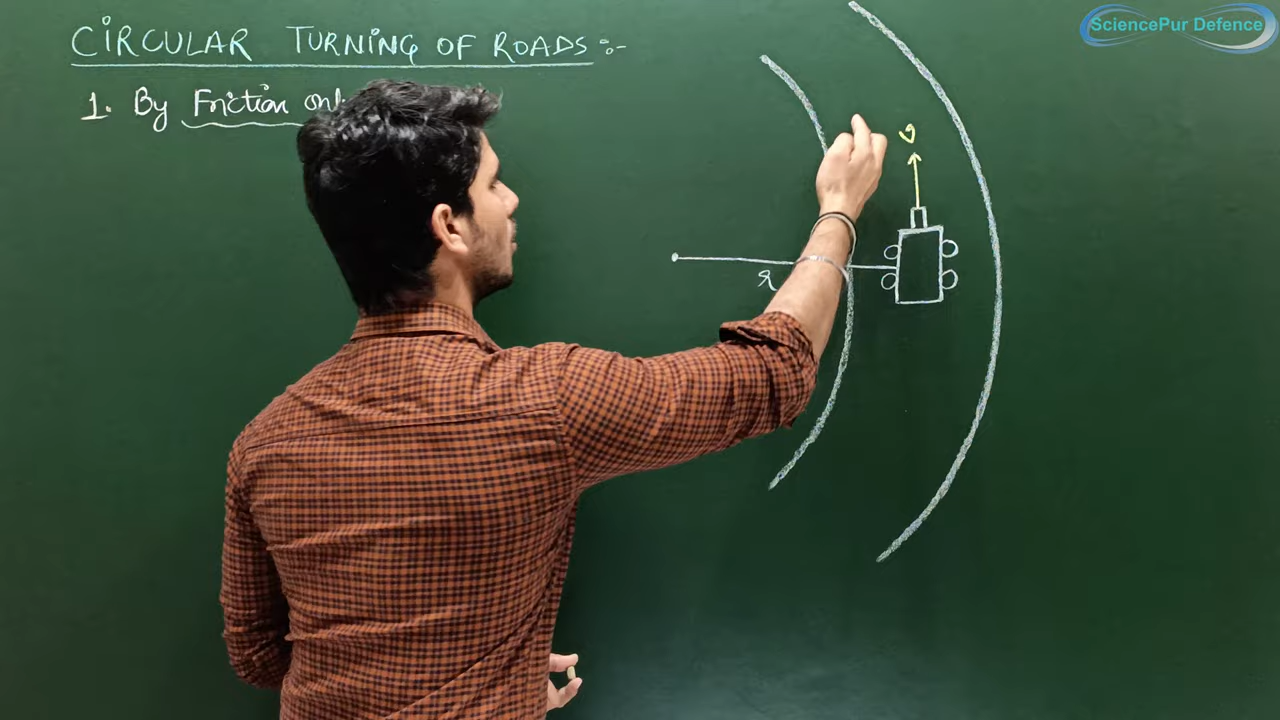 CIRCULAR TURNING OF ROADS :-
1. By Friction
v
r
SciencePur Defence